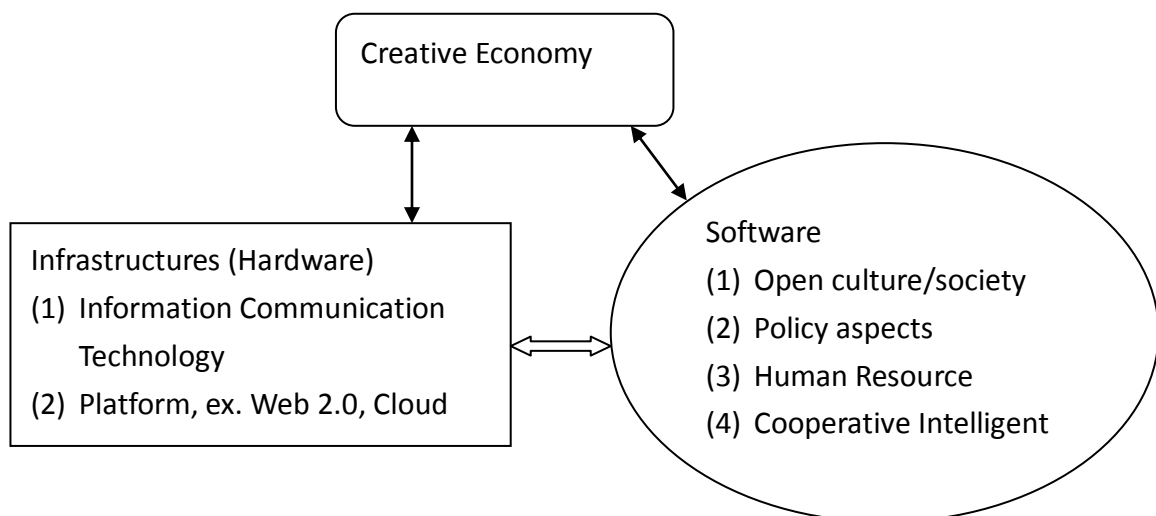 Creative Economy
Infrastructures (Hardware)
(1) Information Communication
Technology
(2) Platform, ex. Web 2.0, Cloud
Software
(1) Open culture/society
(2) Policy aspects
(3) Human Resource
(4) Cooperative Intelligent